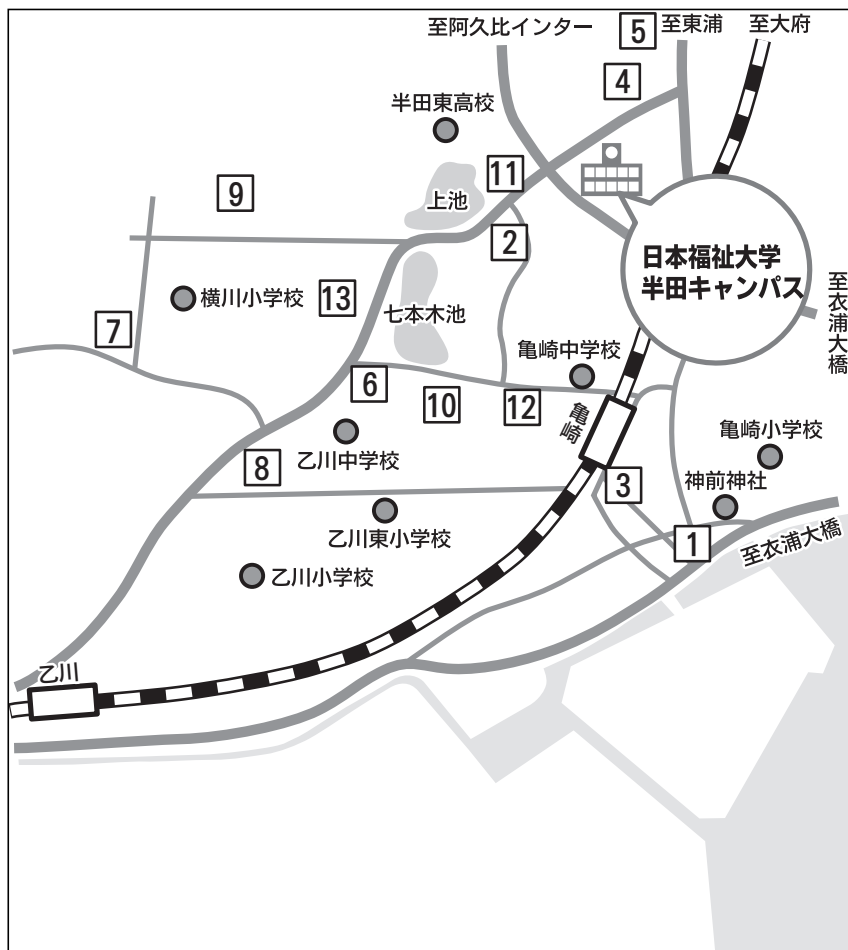 至阿久比インター
5
至東浦
至大府
4
半田東高校
11
9
上池
2
日本福祉大学
半田キャンパス
至衣浦大橋
横川小学校
13
七本木池
7
亀崎中学校
6
10
12
亀崎
亀崎小学校
乙川中学校
8
3
神前神社
乙川東小学校
1
至衣浦大橋
乙川小学校
乙川